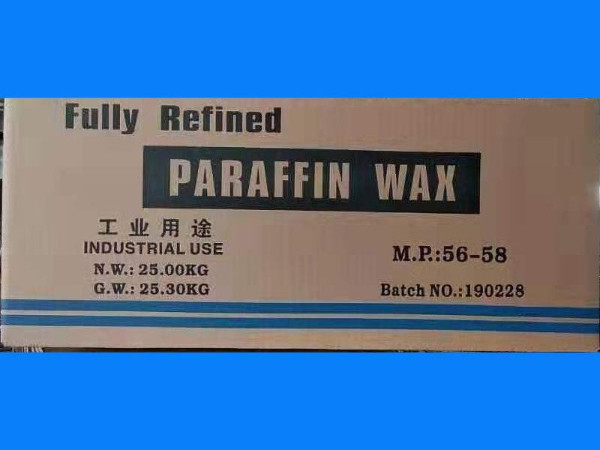 Fully Refined
PARAFFIN WAX
工业用途
INDUSTRIAL USE
N.W.: 25.00KG
G.W.: 25.30KG
M.P.:56-58
Batch NO.:190228